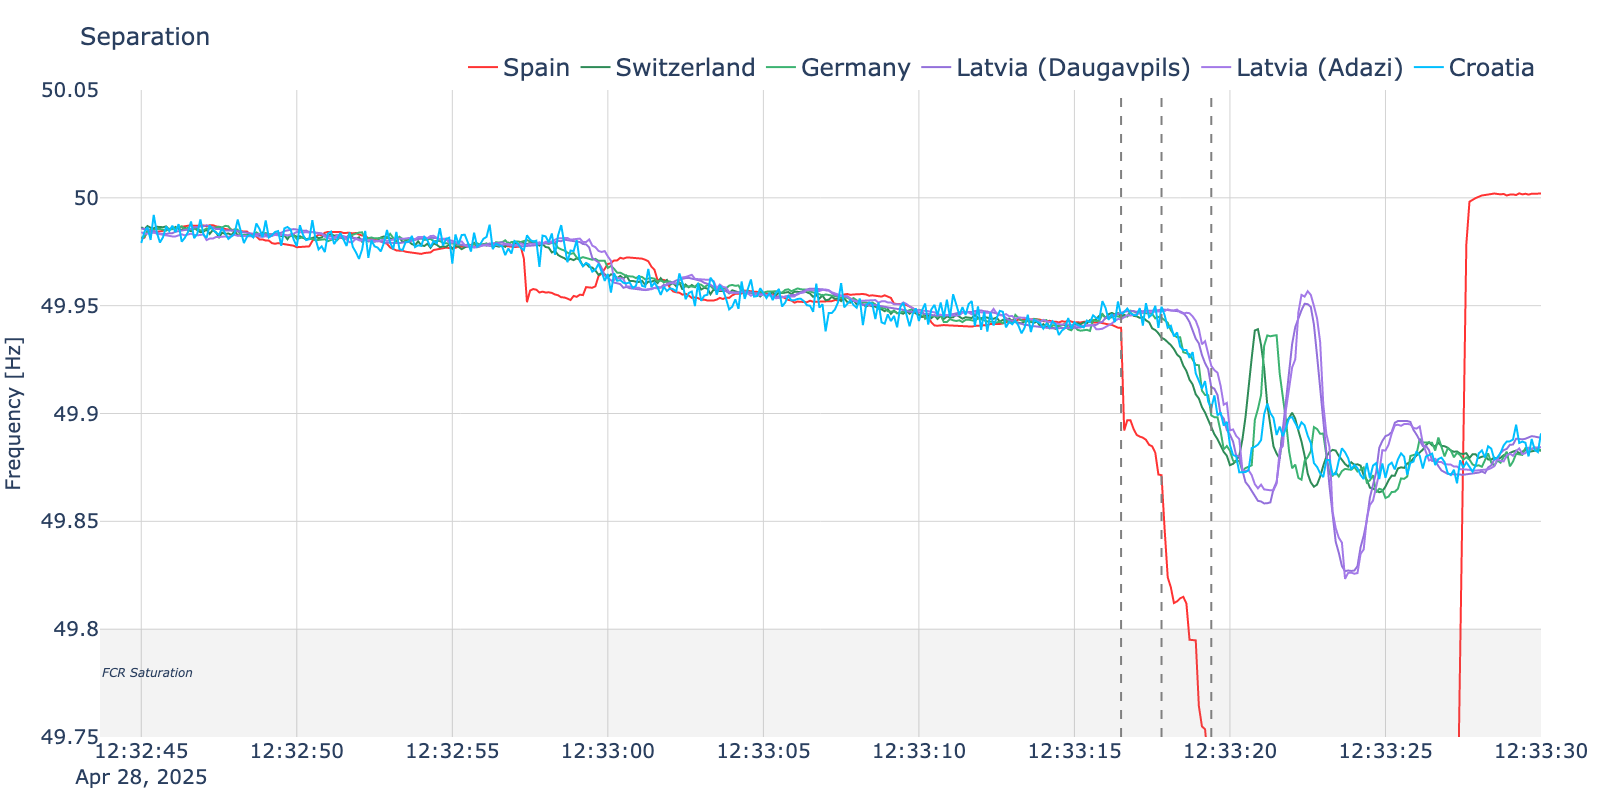 Separation
Spain Switzerland Germany Latvia (Daugavpils) Latvia (Adazi) Croatia
50.05
50
49.95
49.9
49.85
49.8
49.75
Frequency [Hz]
FCR Saturation
12:32:45 12:32:50 12:32:55 12:33:00 12:33:05 12:33:10 12:33:15 12:33:20 12:33:25 12:33:30
Apr 28, 2025